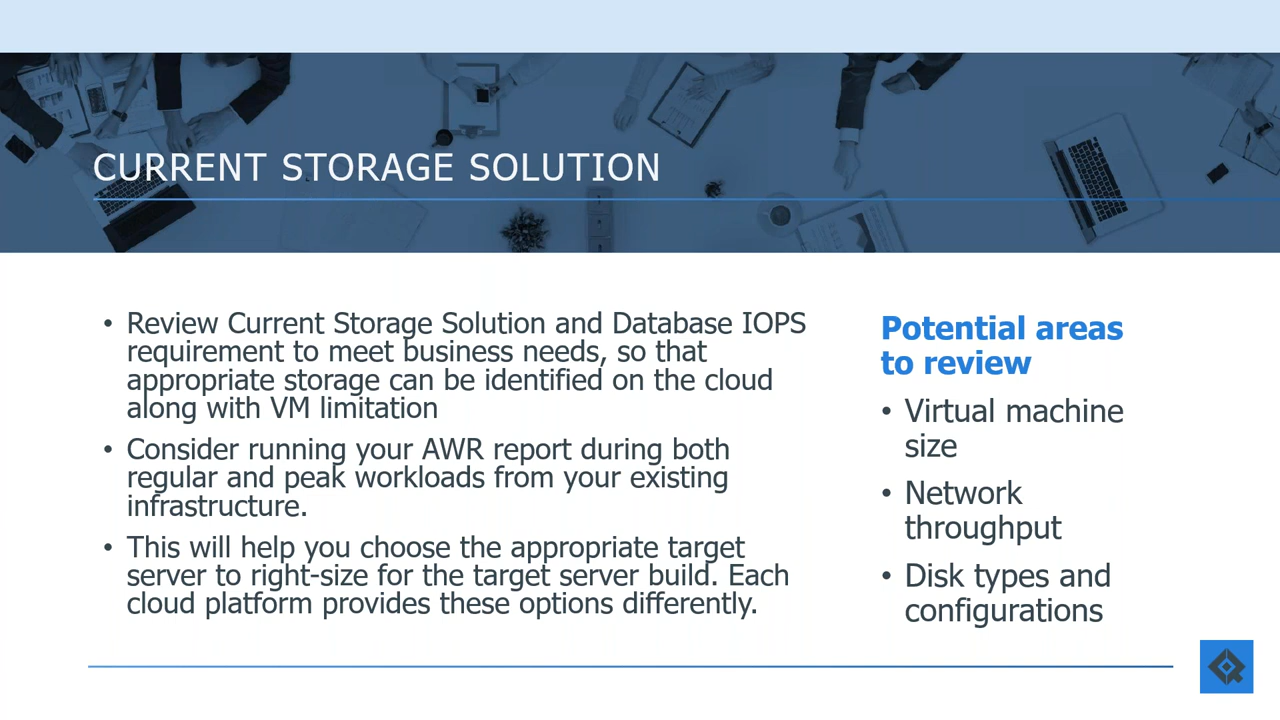 CURRENT STORAGE SOLUTION
• Review Current Storage Solution and Database IOPS
requirement to meet business needs, so that
appropriate storage can be identified on the cloud
along with VM limitation
• Consider running your AWR report during both
regular and peak workloads from your existing
infrastructure.
• This will help you choose the appropriate target
server to right-size for the target server build. Each
cloud platform provides these options differently.
Potential areas
to review
• Virtual machine
size
• Network
throughput
• Disk types and
configurations